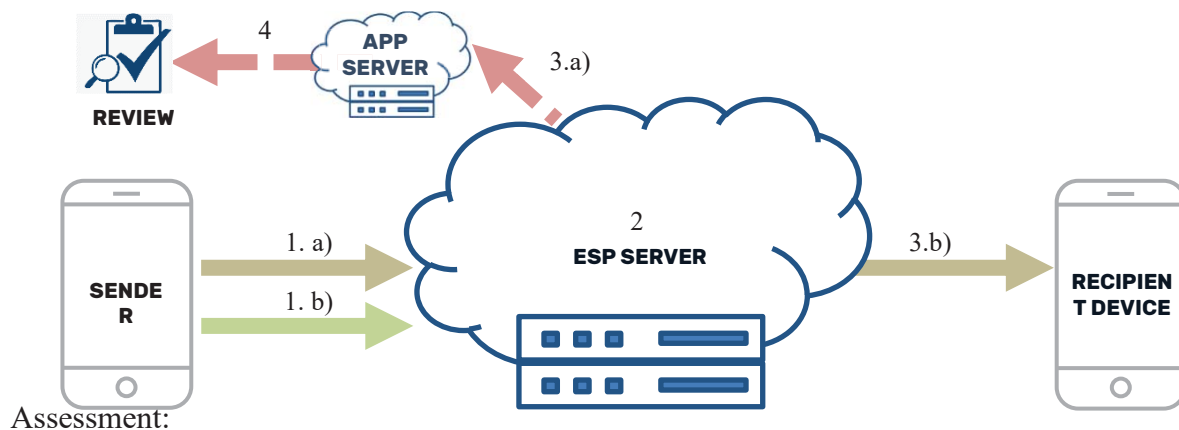 4
APP
SERVER
3.a)
REVIEW
2
ESP SERVER
1. a)
3.b)
SENDE
R
1. b)
RECIPIEN
T DEVICE
Assessment: